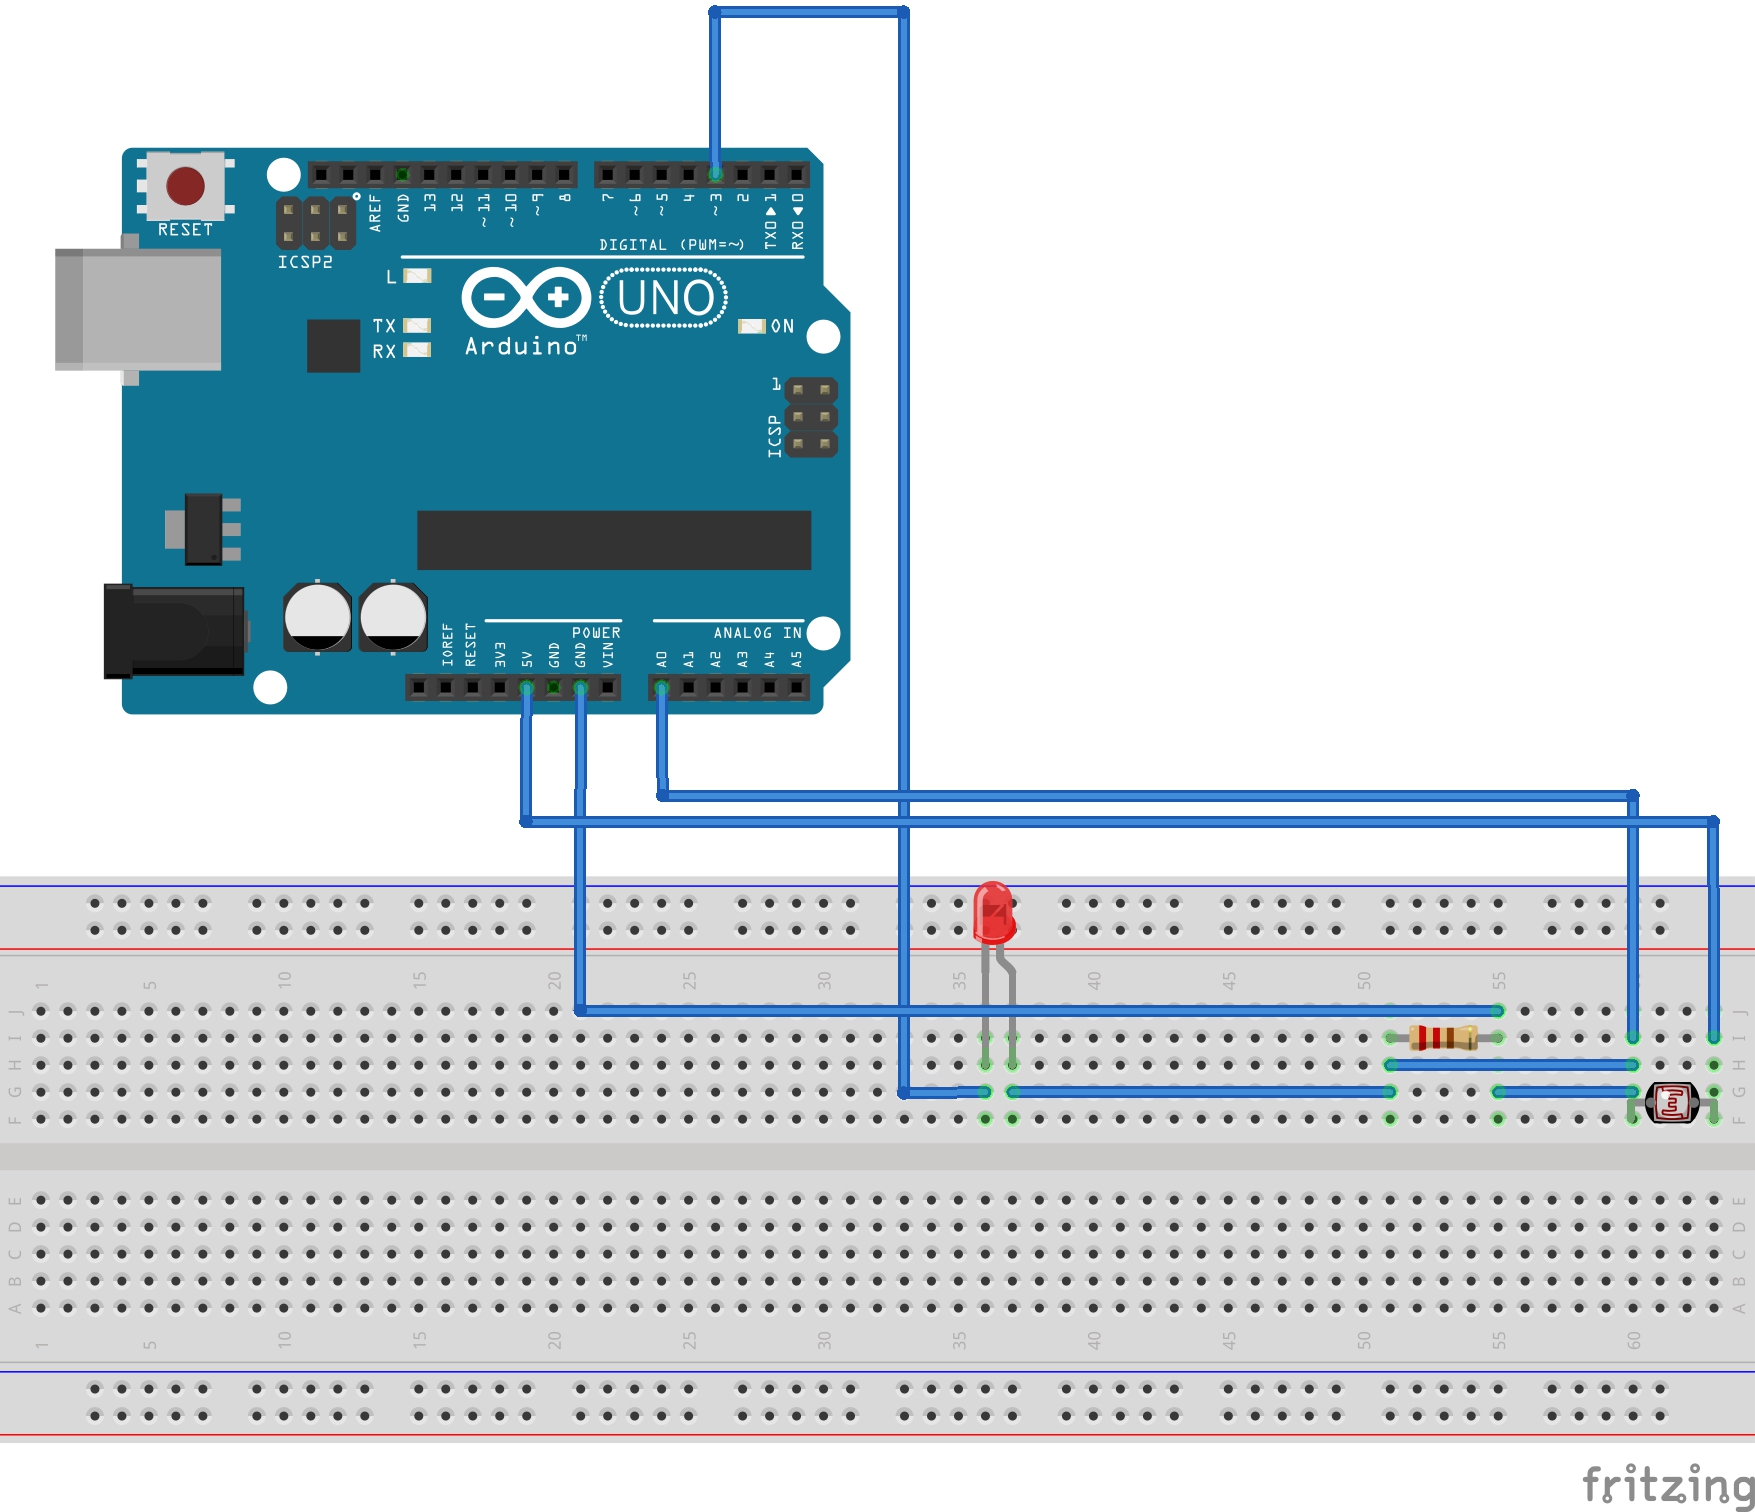 RESET
ICSP2
AREF
GND
13
12
~11
~10
~9
8
7
~6
~5
4
~3
2
TX0▶1
RX0◀0
DIGITAL (PWM=~)
L
TX
RX
Arduino™
UNO
ON
1
ICSP
IOREF
RESET
3V3
5V
GND
GND
VIN
POWER
A0
A1
A2
A3
A4
A5
ANALOG IN
1 5 10 15 20 25 30 35 40 45 50 55
J J
I I
H H
G G
F F
E E
D D
C C
B B
A A
1 5 10 15 20 25 30 35 40 45 50 55 60
fritzing